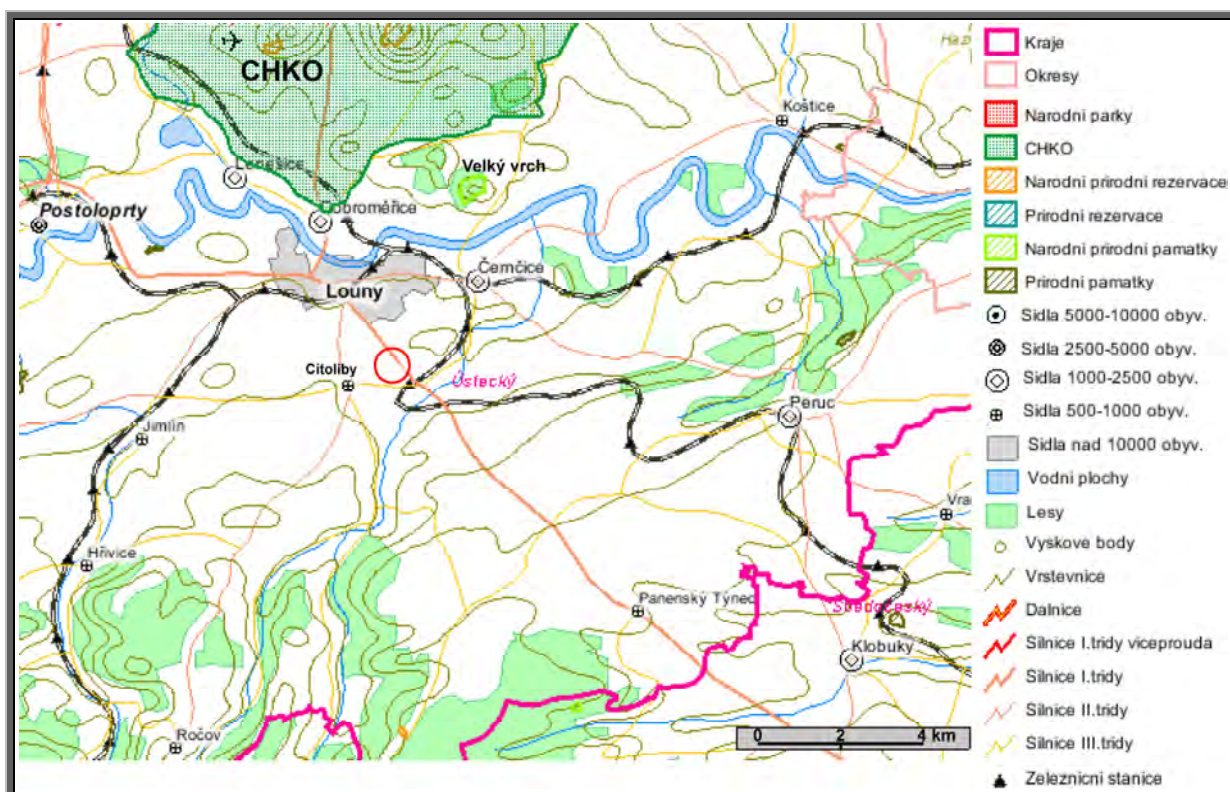 CHKO
Koštice
Velký vrch
Lenešice
Postoloprty
Dobroměřice
Černčice
Louny
Citoliby
Ústecký
Peruc
Jimlín
Vra
Hřivice
Panenský Týnec
Středočeský
Klobuky
Ročov
0 2 4 km
Kraje
Okresy
Narodni parky
CHKO
Narodni prirodni rezervace
Prirodni rezervace
Narodni prirodni pamatky
Prirodni pamatky
Sidla 5000-10000 obyv.
Sidla 2500-5000 obyv.
Sidla 1000-2500 obyv.
Sidla 500-1000 obyv.
Sidla nad 10000 obyv.
Vodni plochy
Lesy
Vyskove body
Vrstevnice
Dalnice
Silnice I.tridy viceprouda
Silnice I.tridy
Silnice II.tridy
Silnice III.tridy
Zeleznicni stanice